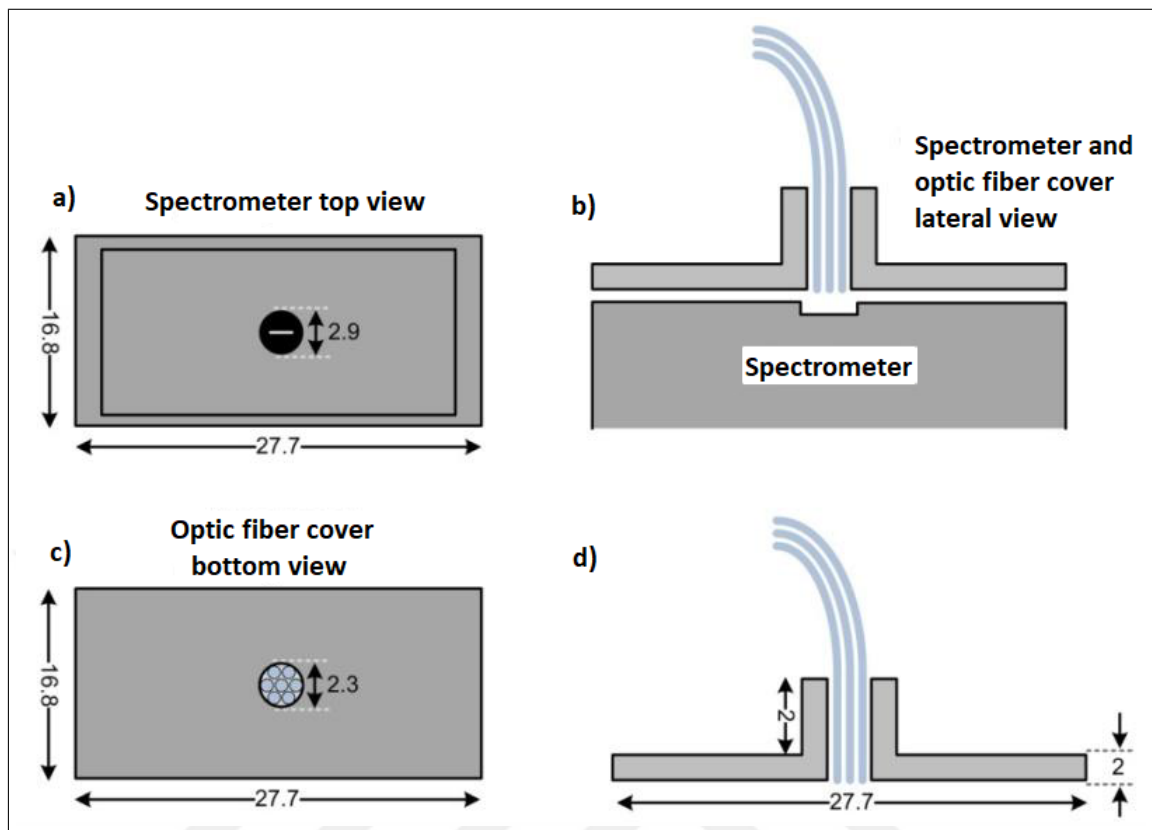 a)
Spectrometer top view
16.8
2.9
27.7
b)
Spectrometer and
optic fiber cover
lateral view
Spectrometer
c)
Optic fiber cover
bottom view
16.8
2.3
27.7
d)
2
2
27.7